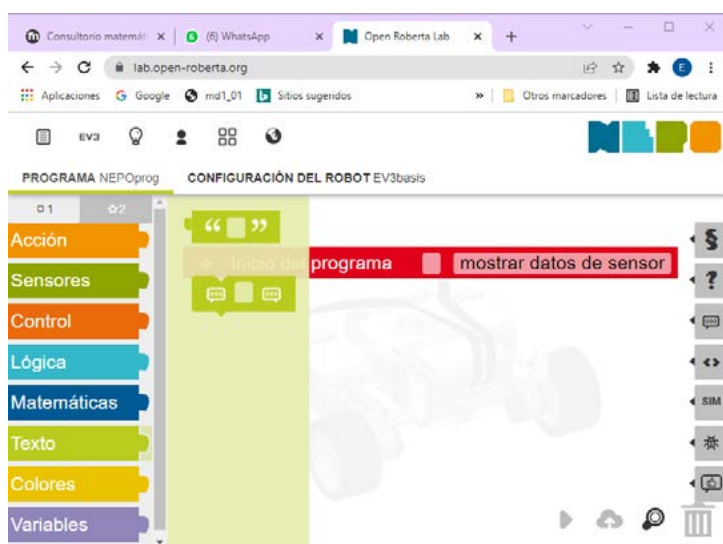 Consultorio matemát
(6) WhatsApp
Open Roberta Lab
lab.open-roberta.org
E
Aplicaciones
Google
md1_01
Sitios sugeridos
»
Otros marcadores
Lista de lectura
EV3
NEPO
PROGRAMA NEPOprog
CONFIGURACIÓN DEL ROBOT EV3basis
1
2
Acción
Sensores
Control
Lógica
Matemáticas
Texto
Colores
Variables
“ ”
+ Inicio del programa
mostrar datos de sensor
§
?
<>
SIM